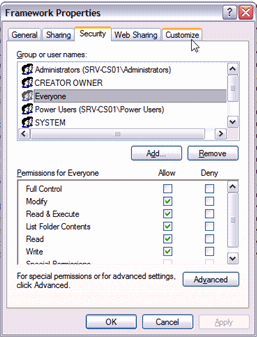 Framework Properties
General Sharing Security Web Sharing Customize
Group or user names:
Administrators (SRV-CS01\Administrators)
CREATOR OWNER
Everyone
Power Users (SRV-CS01\Power Users)
SYSTEM
Add... Remove
Permissions for Everyone Allow Deny
Full Control
Modify
Read & Execute
List Folder Contents
Read
Write
Special Permissions
For special permissions or for advanced settings,
click Advanced.
Advanced
OK Cancel Apply